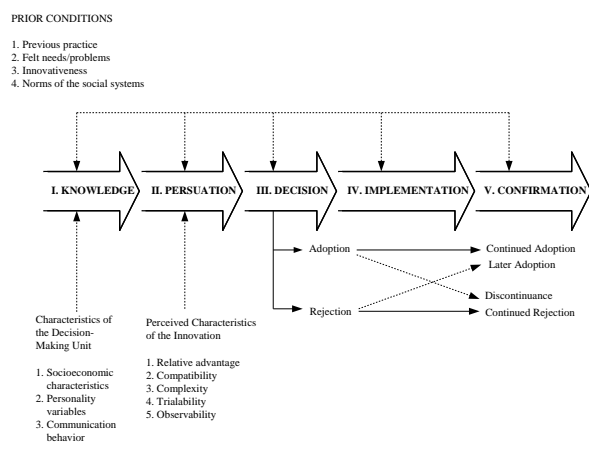 PRIOR CONDITIONS
1. Previous practice
2. Felt needs/problems
3. Innovativeness
4. Norms of the social systems
I. KNOWLEDGE
II. PERSUATION
III. DECISION
IV. IMPLEMENTATION
V. CONFIRMATION
Adoption
Continued Adoption
Later Adoption
Discontinuance
Rejection
Continued Rejection
Characteristics of
the Decision-
Making Unit
1. Socioeconomic
characteristics
2. Personality
variables
3. Communication
behavior
Perceived Characteristics
of the Innovation
1. Relative advantage
2. Compatibility
3. Complexity
4. Trialability
5. Observability